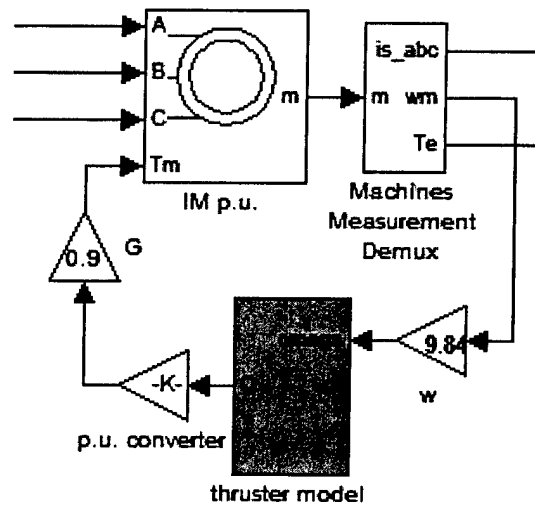 A
B
C
Tm
m
IM p.u.
m
is_abc
wm
Te
Machines
Measurement
Demux
0.9
G
9.84
w
-K-
p.u. converter
thruster model